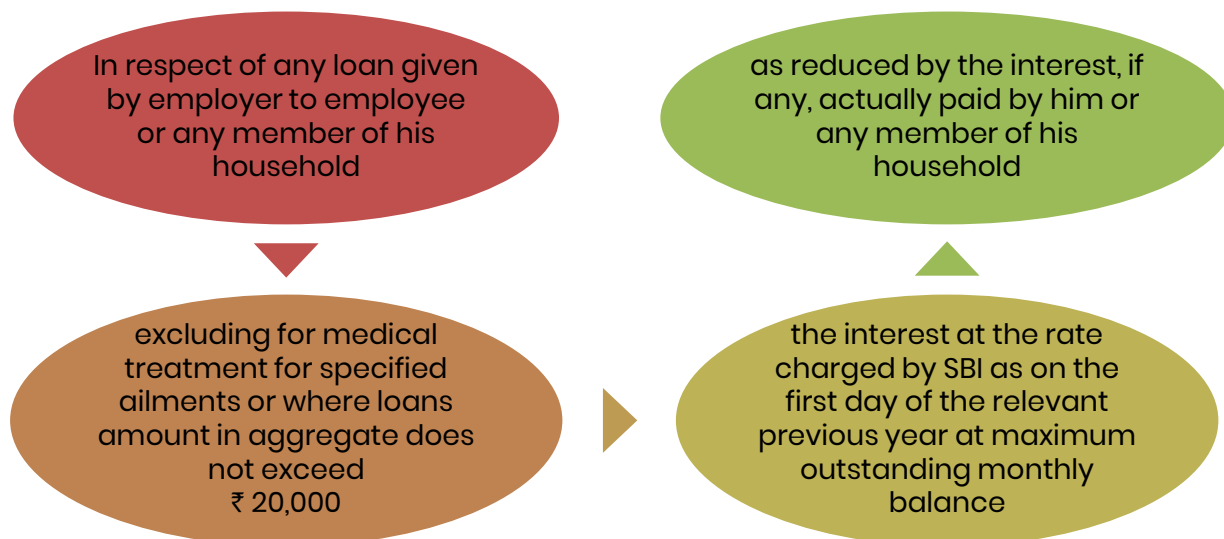 In respect of any loan given
by employer to employee
or any member of his
household
excluding for medical
treatment for specified
ailments or where loans
amount in aggregate does
not exceed
₹ 20,000
the interest at the rate
charged by SBI as on the
first day of the relevant
previous year at maximum
outstanding monthly
balance
as reduced by the interest, if
any, actually paid by him or
any member of his
household